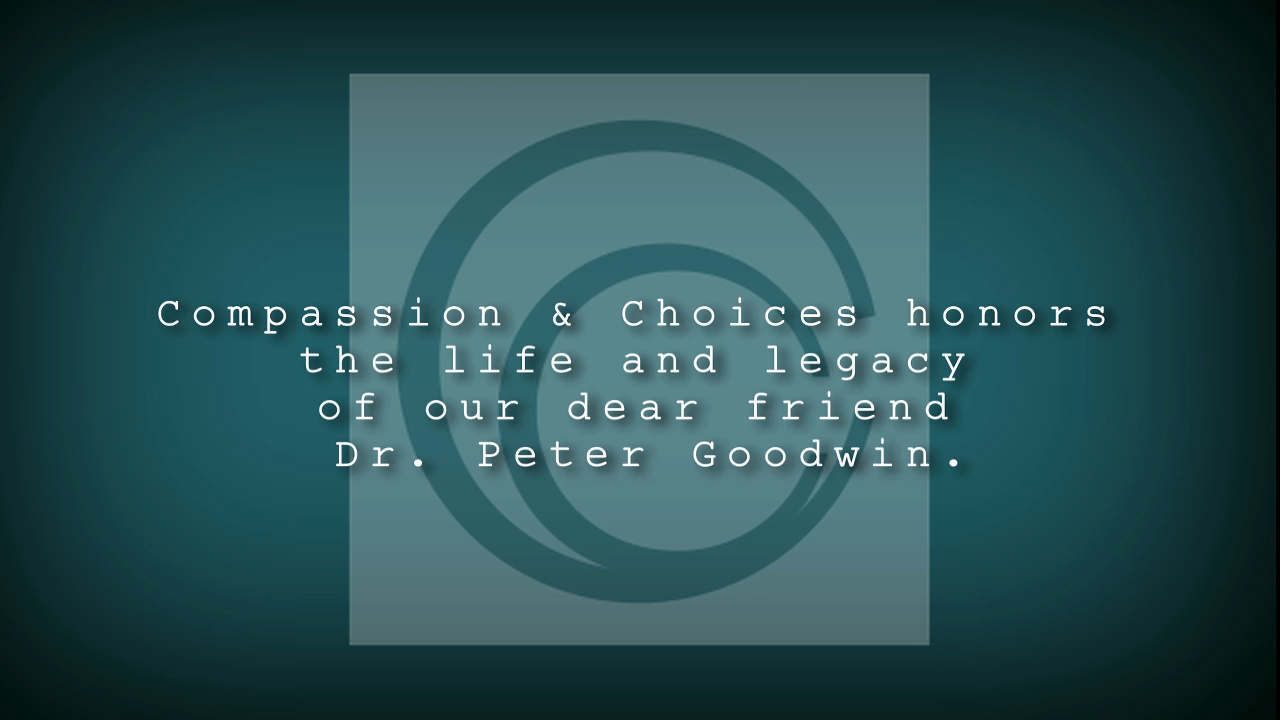 Compassion & Choices honors
the life and legacy
of our dear friend
Dr. Peter Goodwin.